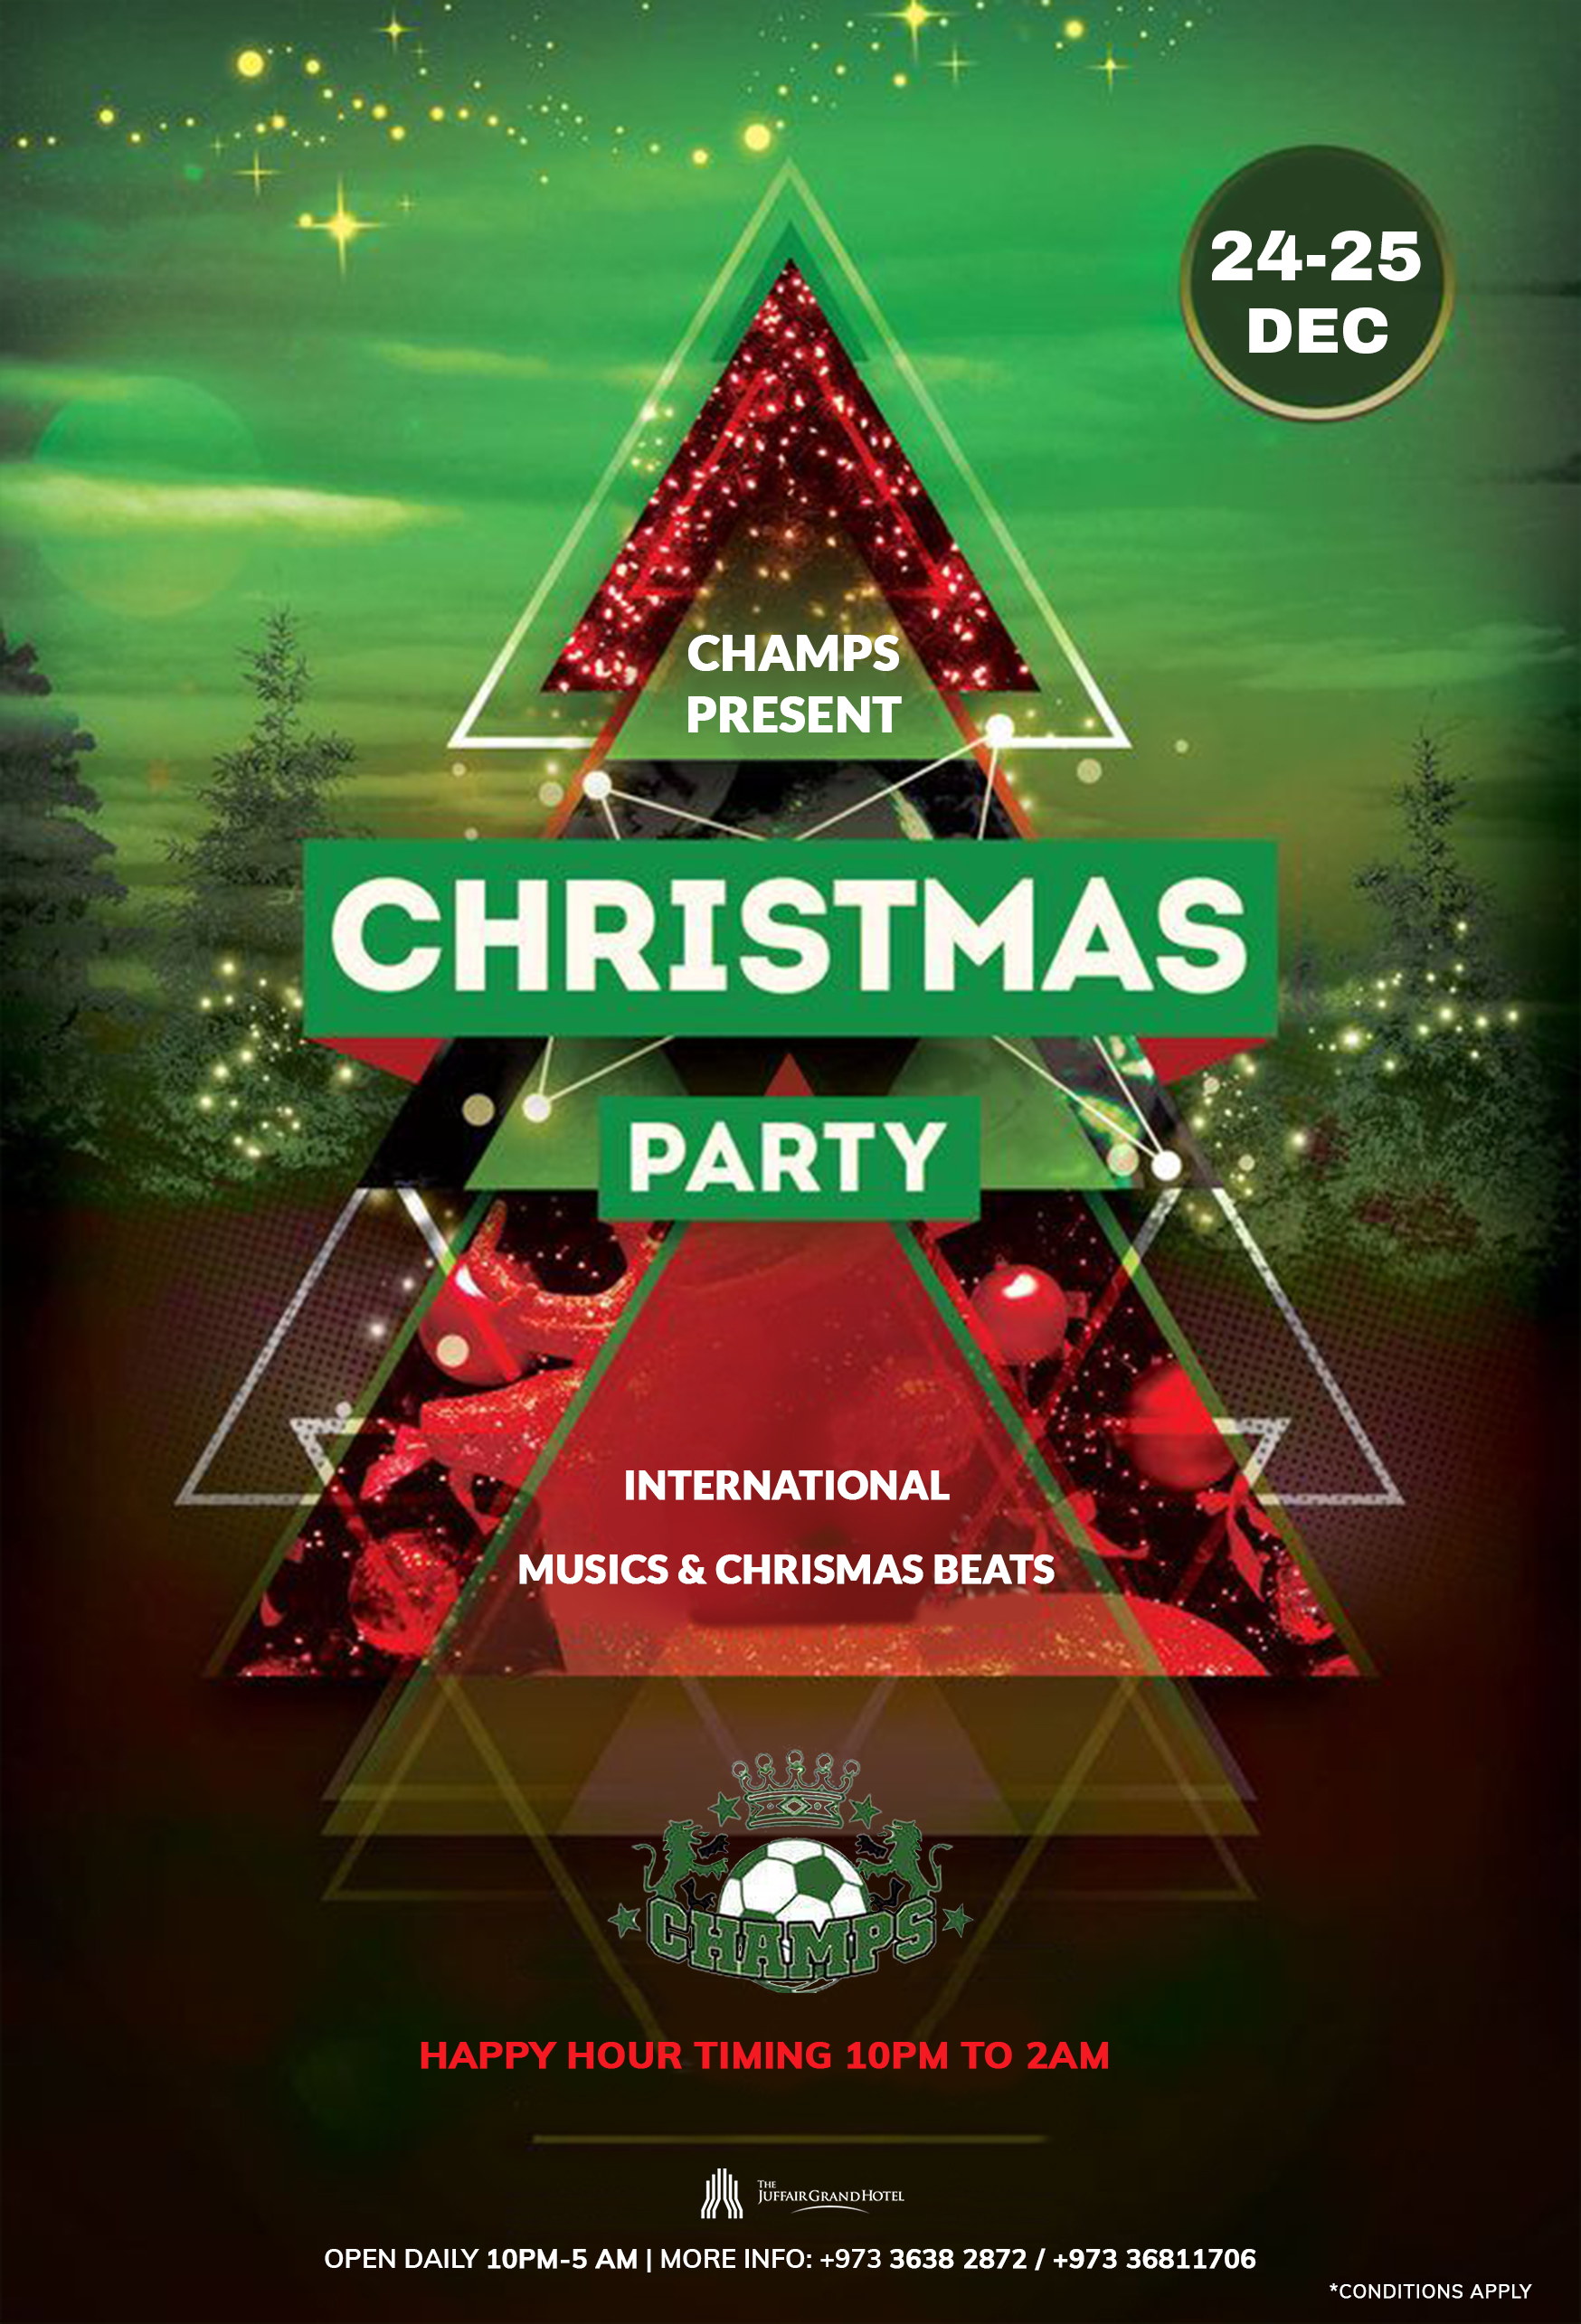 24-25
DEC
CHAMPS
PRESENT
CHRISTMAS
PARTY
INTERNATIONAL
MUSICS & CHRISMAS BEATS
CHAMPS
HAPPY HOUR TIMING 10PM TO 2AM
THE
JUFFAIR GRAND HOTEL
OPEN DAILY 10PM-5 AM | MORE INFO: +973 3638 2872 / +973 36811706
*CONDITIONS APPLY